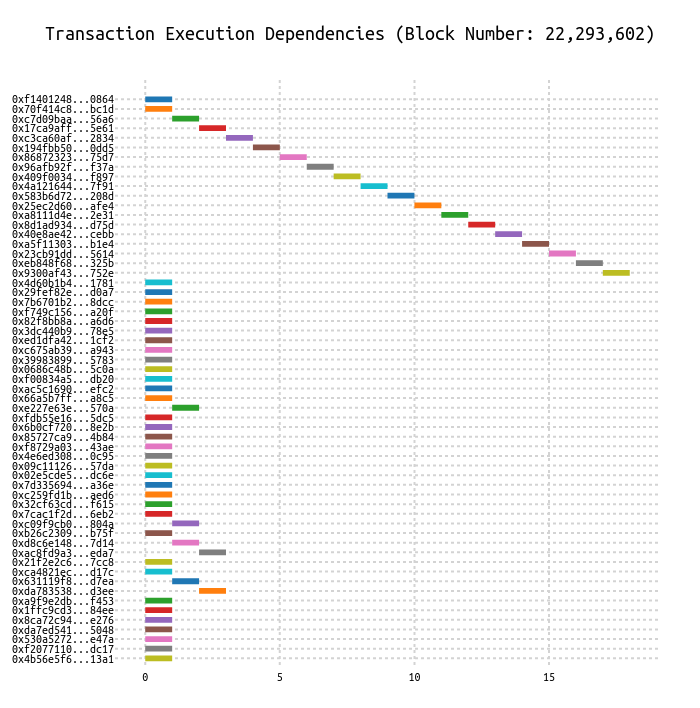 Transaction Execution Dependencies (Block Number: 22,293,602)
0xf1401248...0864
0x70f414c8...bc1d
0xc7d09baa...56a6
0x17ca9aff...5e61
0xc3ca60af...2834
0x194fbb50...0dd5
0x86872323...75d7
0x96afb92f...f37a
0x409f0034...f897
0x4a121644...7f91
0x583b6d72...208d
0x25ec2d60...afe4
0xa8111d4e...2e31
0x8d1ad934...d75d
0x40e8ae42...cebb
0xa5f11303...b1e4
0x23cb91dd...5614
0xeb848f68...325b
0x9300af43...752e
0x4d60b1b4...1781
0x29fef82e...d0a7
0x7b6701b2...8dcc
0xf749c156...a20f
0x82f8bb8a...a6d6
0x3dc440b9...78e5
0xed1dfa42...1cf2
0xc675ab39...a943
0x39983899...5783
0x0686c48b...5c0a
0xf00834a5...db20
0xac5c1690...efc2
0x66a5b7ff...a8c5
0xe227e63e...570a
0xfdb55e16...5dc5
0x6b0cf720...8e2b
0x85727ca9...4b84
0xf8729a03...43ae
0x4e6ed308...0c95
0x09c11126...57da
0x02e5cde5...dc6e
0x7d335694...a36e
0xc259fd1b...aed6
0x32cf63cd...f615
0x7cac1f2d...6eb2
0xc09f9cb0...804a
0xb26c2309...b75f
0xd8c6e148...7d14
0xac8fd9a3...eda7
0x21f2e2c6...7cc8
0xca4821ec...d17c
0x631119f8...d7ea
0xda783538...d3ee
0xa9f9e2db...f453
0x1ffc9cd3...84ee
0x8ca72c94...e276
0xda7ed541...5048
0x530a5272...e47a
0xf2077110...dc17
0x4b56e5f6...13a1
0 5 10 15